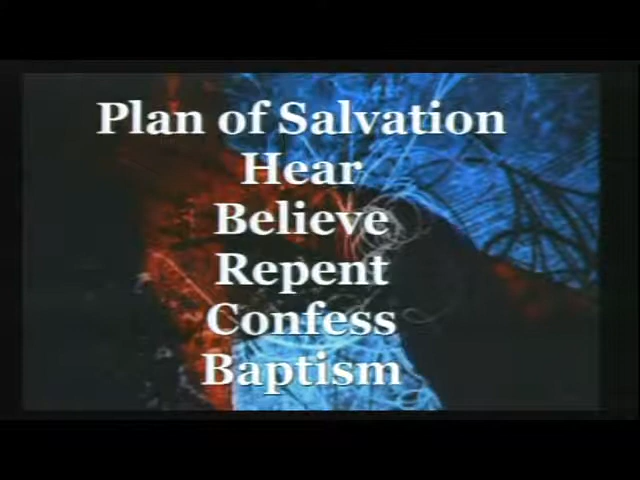 Plan of Salvation
Hear
Believe
Repent
Confess
Baptism